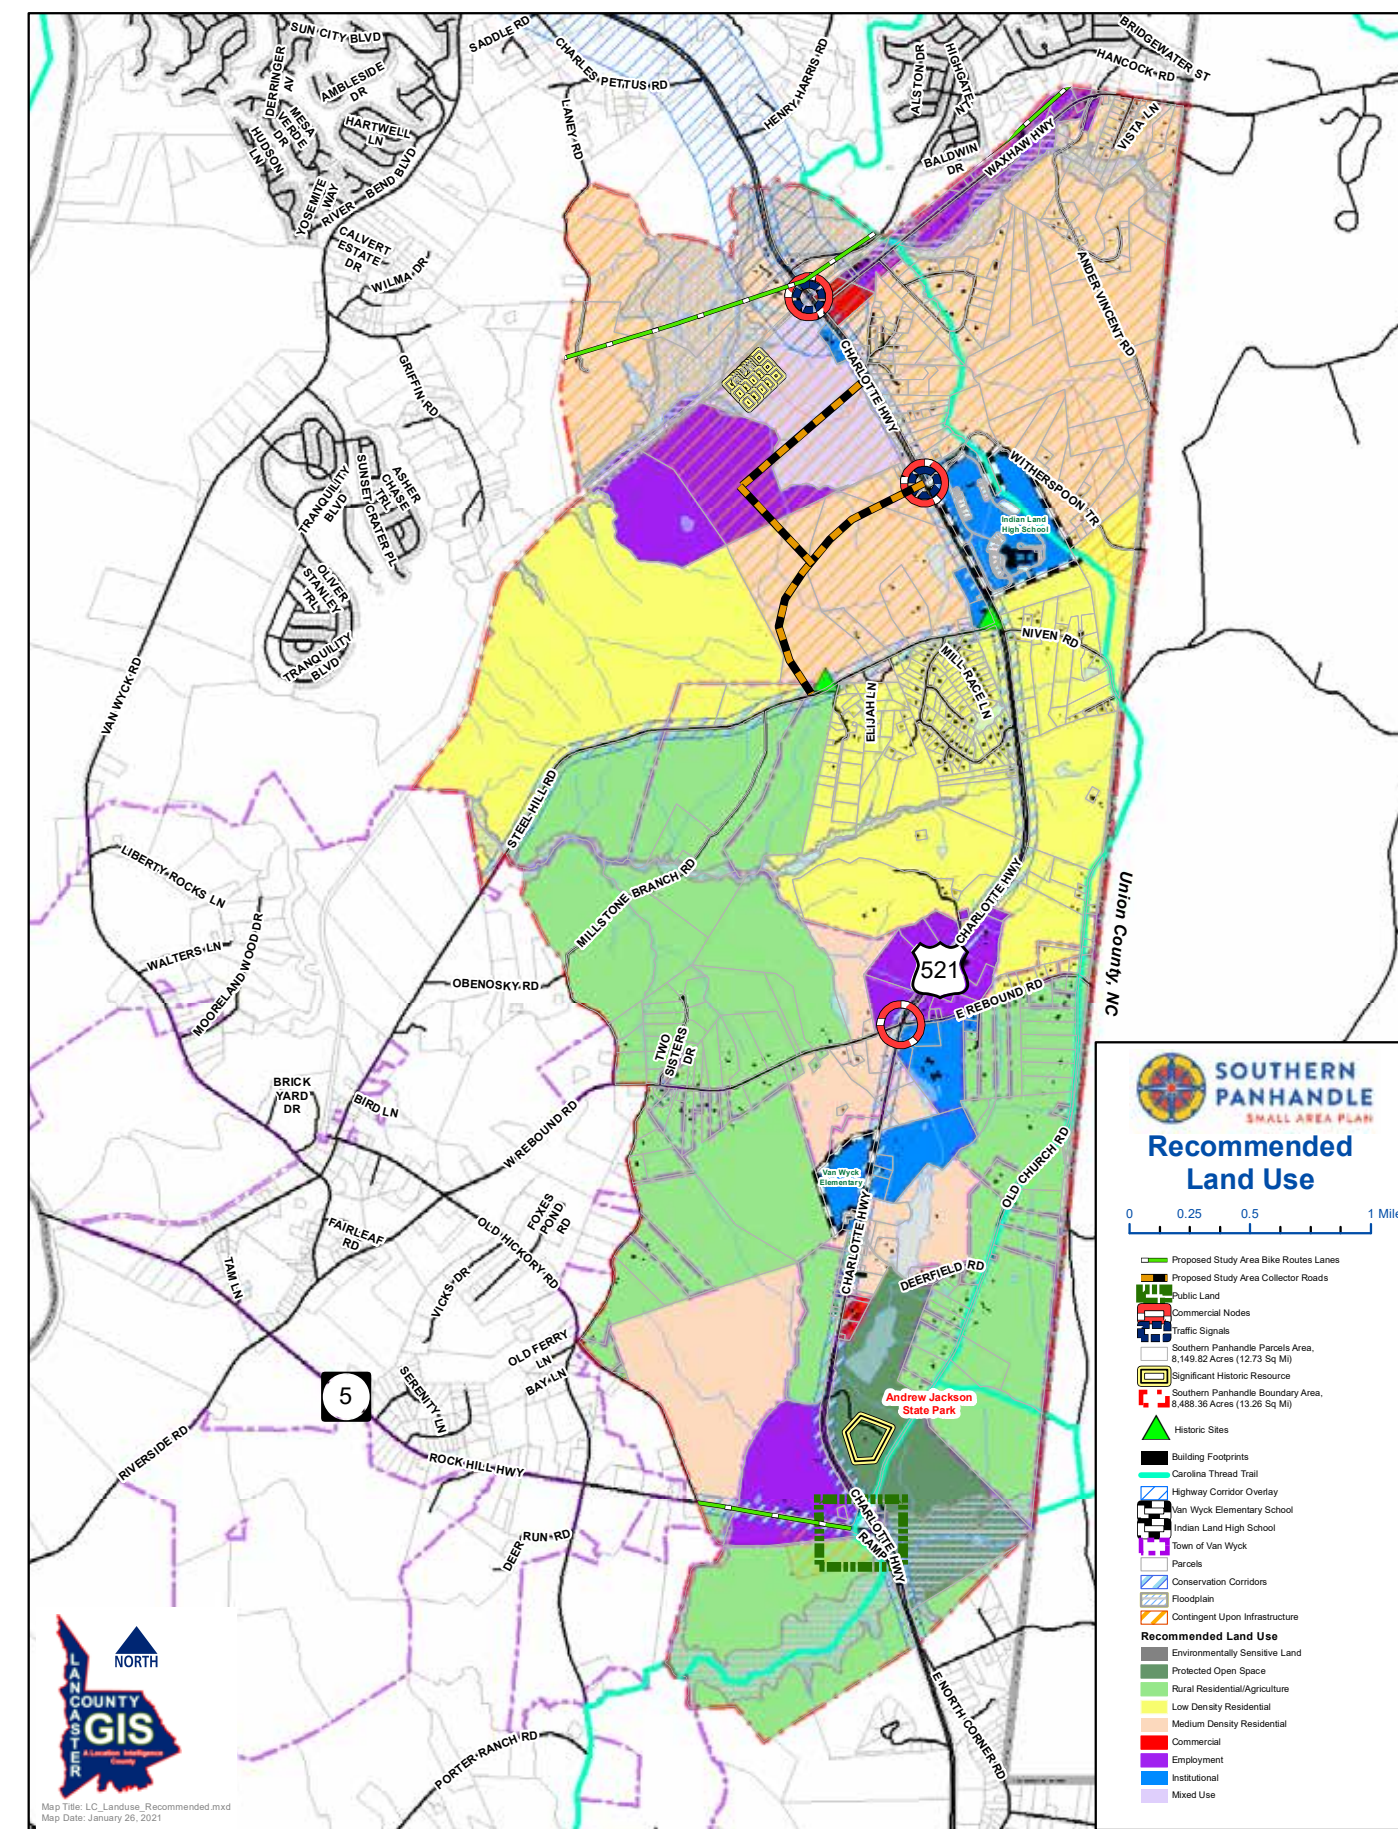 SUN CITY BLVD
SADDLE RD
CHARLES PETTUS RD
HENRY HARRIS RD
ALSTON DR
HIGHGATE
BRIDGEWATER ST
HANCOCK RD
DERRINGER
AV
AMBLESIDE
DR
MESA
VERDE
DR
HARTWELL
LN
HUDSON
LN
LANEY RD
BALDWIN
DR
WAXHAW HWY
VISTA LN
YOSEMITE
WAY
RIVER BEND BLVD
CALVERT
ESTATE
DR
WILMA DR
ANDER VINCENT RD
GRIFFIN RD
CHARLOTTE HWY
TRANQUILITY
BLVD
SUNSET CRATER PL
ASHER
CHASE
TRL
WITHERSPOON TR
Indian Land
High School
OLIVER
STANLEY
TRL
TRANQUILITY
BLVD
NIVEN RD
MILL RACE LN
ELIJAH LN
VAN WYCK RD
STEEL HILL RD
LIBERTY ROCKS LN
MILLSTONE BRANCH RD
CHARLOTTE HWY
Union County, NC
WALTERS LN
MOORELAND WOOD DR
OBENOSKY RD
521
E REBOUND RD
TWO
SISTERS
DR
BRICK
YARD
DR
BIRD LN
W REBOUND RD
OLD CHURCH RD
Van Wyck
Elementary
FAIRLEAF
RD
FOXES
POND
RD
OLD HICKORY RD
TAM LN
VICKS DR
CHARLOTTE HWY
DEERFIELD RD
OLD FERRY
LN
BAY LN
5
SERENITY LN
Andrew Jackson
State Park
RIVERSIDE RD
ROCK HILL HWY
CHARLOTTE HWY
RAMP
DEER RUN RD
E NORTH CORNER RD
PORTER RANCH RD
SOUTHERN
PANHANDLE
SMALL AREA PLAN
Recommended
Land Use
0 0.25 0.5 1 Mile
Proposed Study Area Bike Routes Lanes
Proposed Study Area Collector Roads
Public Land
Commercial Nodes
Traffic Signals
Southern Panhandle Parcels Area,
8,149.82 Acres (12.73 Sq Mi)
Significant Historic Resource
Southern Panhandle Boundary Area,
8,488.36 Acres (13.26 Sq Mi)
Historic Sites
Building Footprints
Carolina Thread Trail
Highway Corridor Overlay
Van Wyck Elementary School
Indian Land High School
Town of Van Wyck
Parcels
Conservation Corridors
Floodplain
Contingent Upon Infrastructure
Recommended Land Use
Environmentally Sensitive Land
Protected Open Space
Rural Residential/Agriculture
Low Density Residential
Medium Density Residential
Commercial
Employment
Institutional
Mixed Use
NORTH
LANCASTER
COUNTY
GIS
A Location Intelligence
County
Map Title: LC_Landuse_Recommended.mxd
Map Date: January 26, 2021